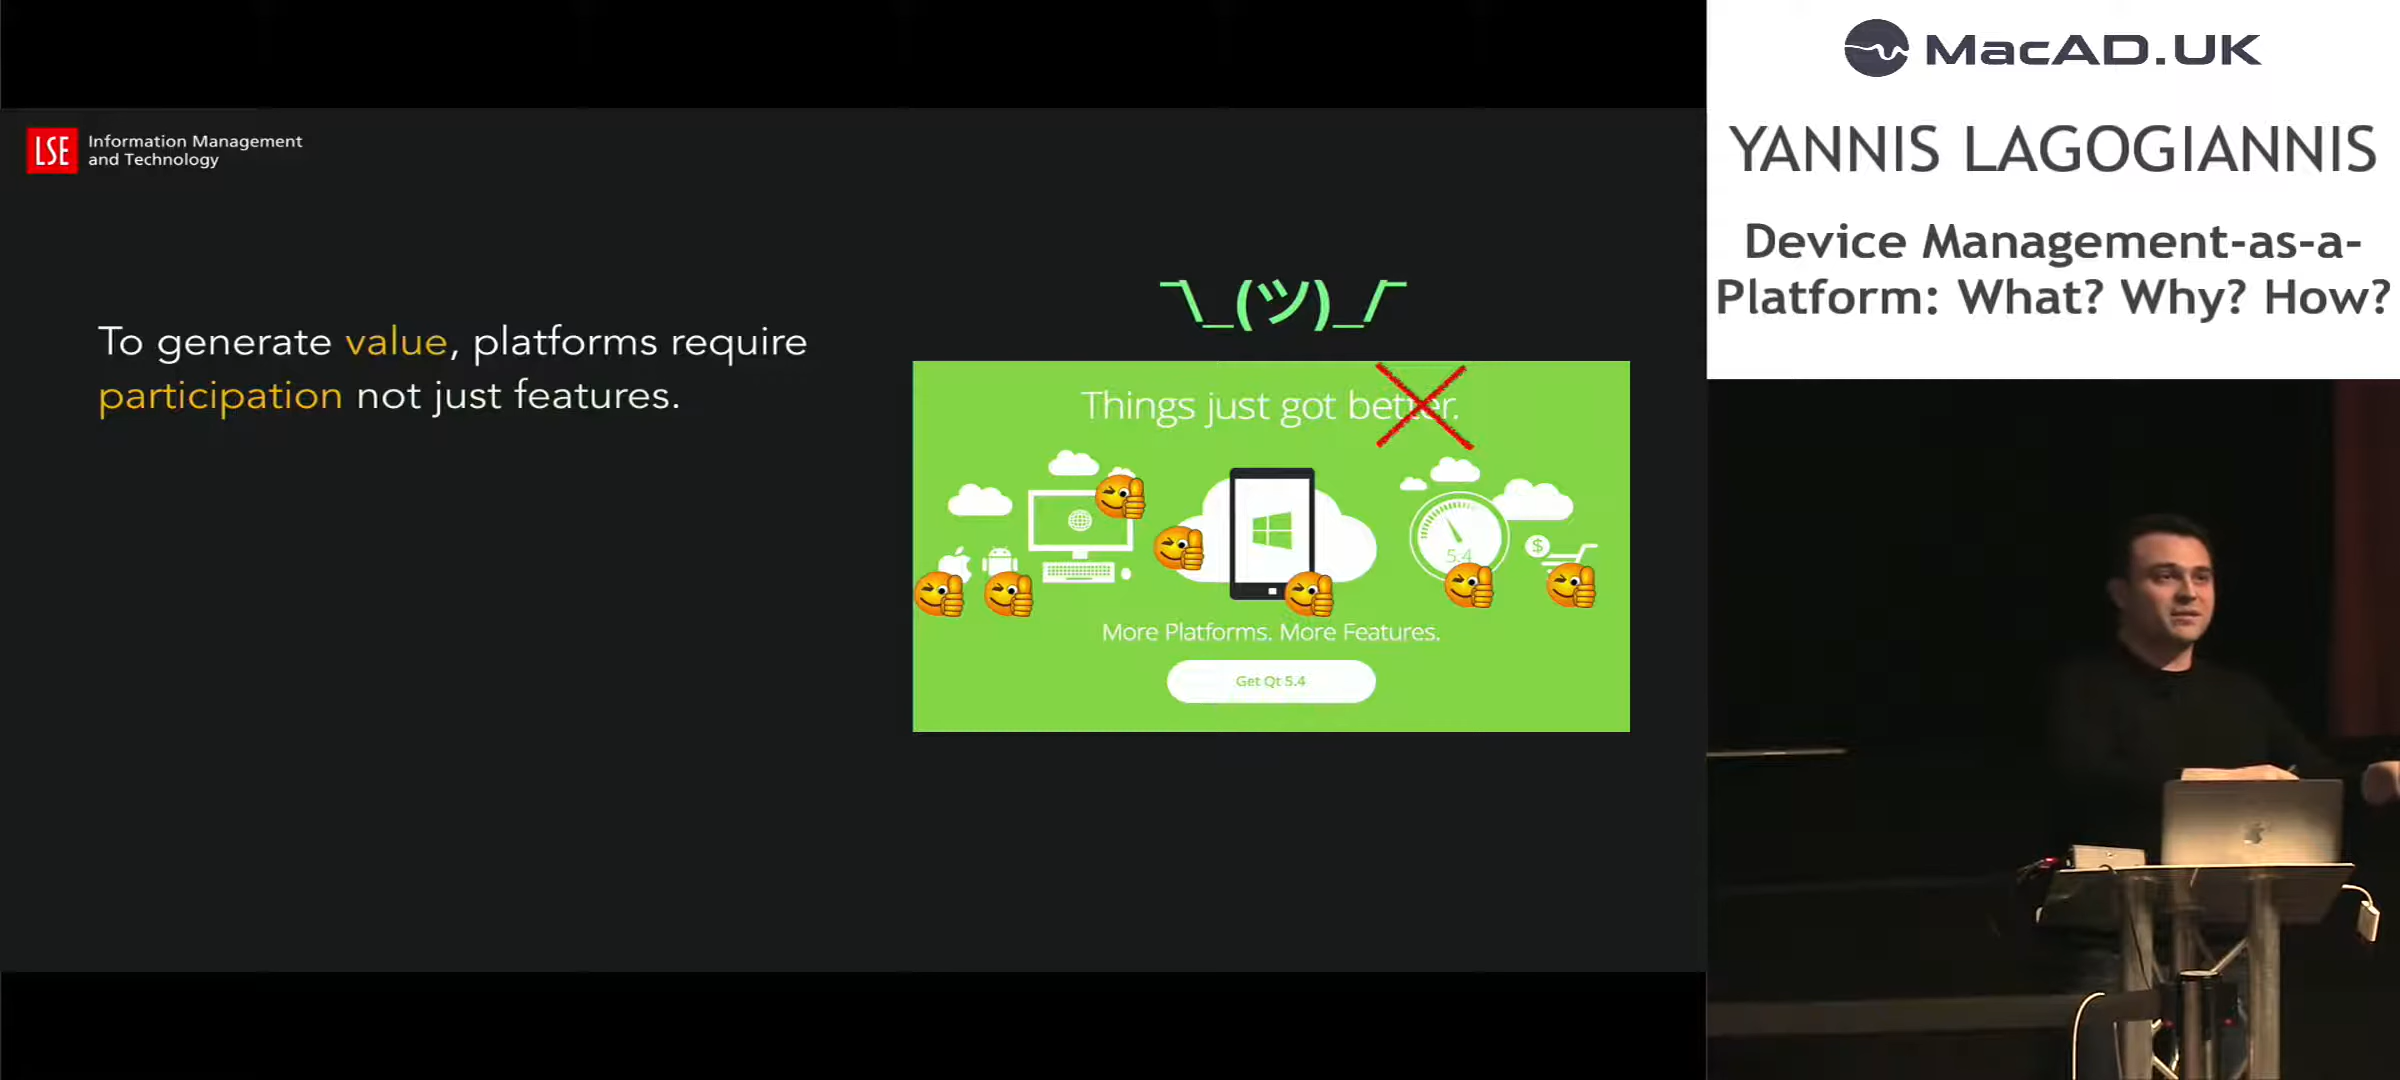 LSE
Information Management
and Technology
To generate value, platforms require
participation not just features.
¯\_(ツ)_/¯
Things just got better.
5.4
$
More Platforms. More Features.
Get Qt 5.4
MacAD.UK
YANNIS LAGOGIANNIS
Device Management-as-a-
Platform: What? Why? How?